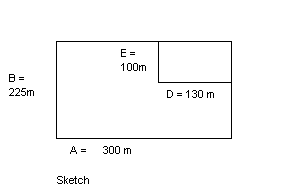 E =
100m
B =
225m
D = 130 m
A = 300 m
Sketch